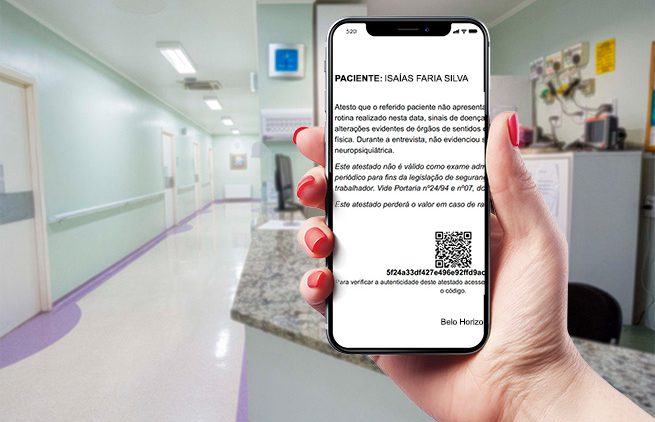 5:20
PACIENTE: ISAÍAS FARIA SILVA
Atesto que o referido paciente não apresenta
rotina realizado nesta data, sinais de doença
alterações evidentes de órgãos de sentidos
física. Durante a entrevista, não evidenciou
neuropsiquiátrica.
Este atestado não é válido como exame adm
periódico para fins da legislação de seguran
trabalhador. Vide Portaria nº24/94 e nº07, do
Este atestado perderá o valor em caso de ra
5f24a33df427e496e92ffd9ac
Para verificar a autenticidade deste atestado acesse
o código.
Belo Horizo